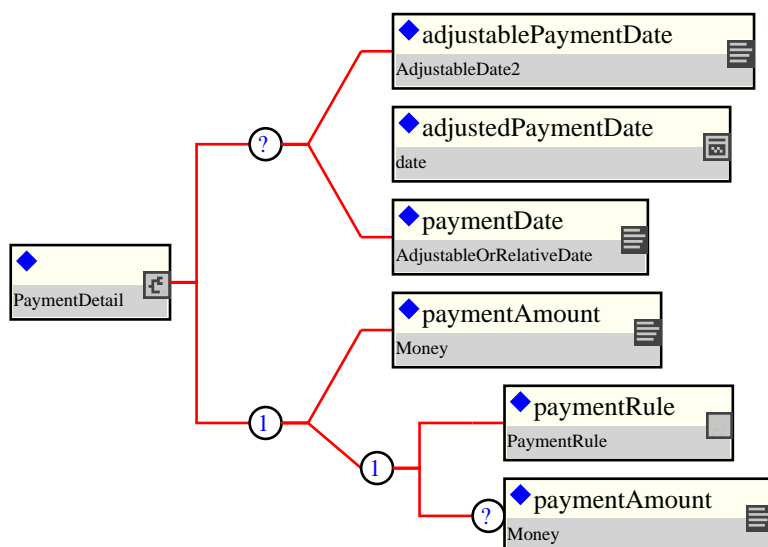 adjustablePaymentDate
AdjustableDate2
adjustedPaymentDate
date
?
paymentDate
AdjustableOrRelativeDate
PaymentDetail
paymentAmount
Money
1
paymentRule
PaymentRule
1
paymentAmount
?
Money